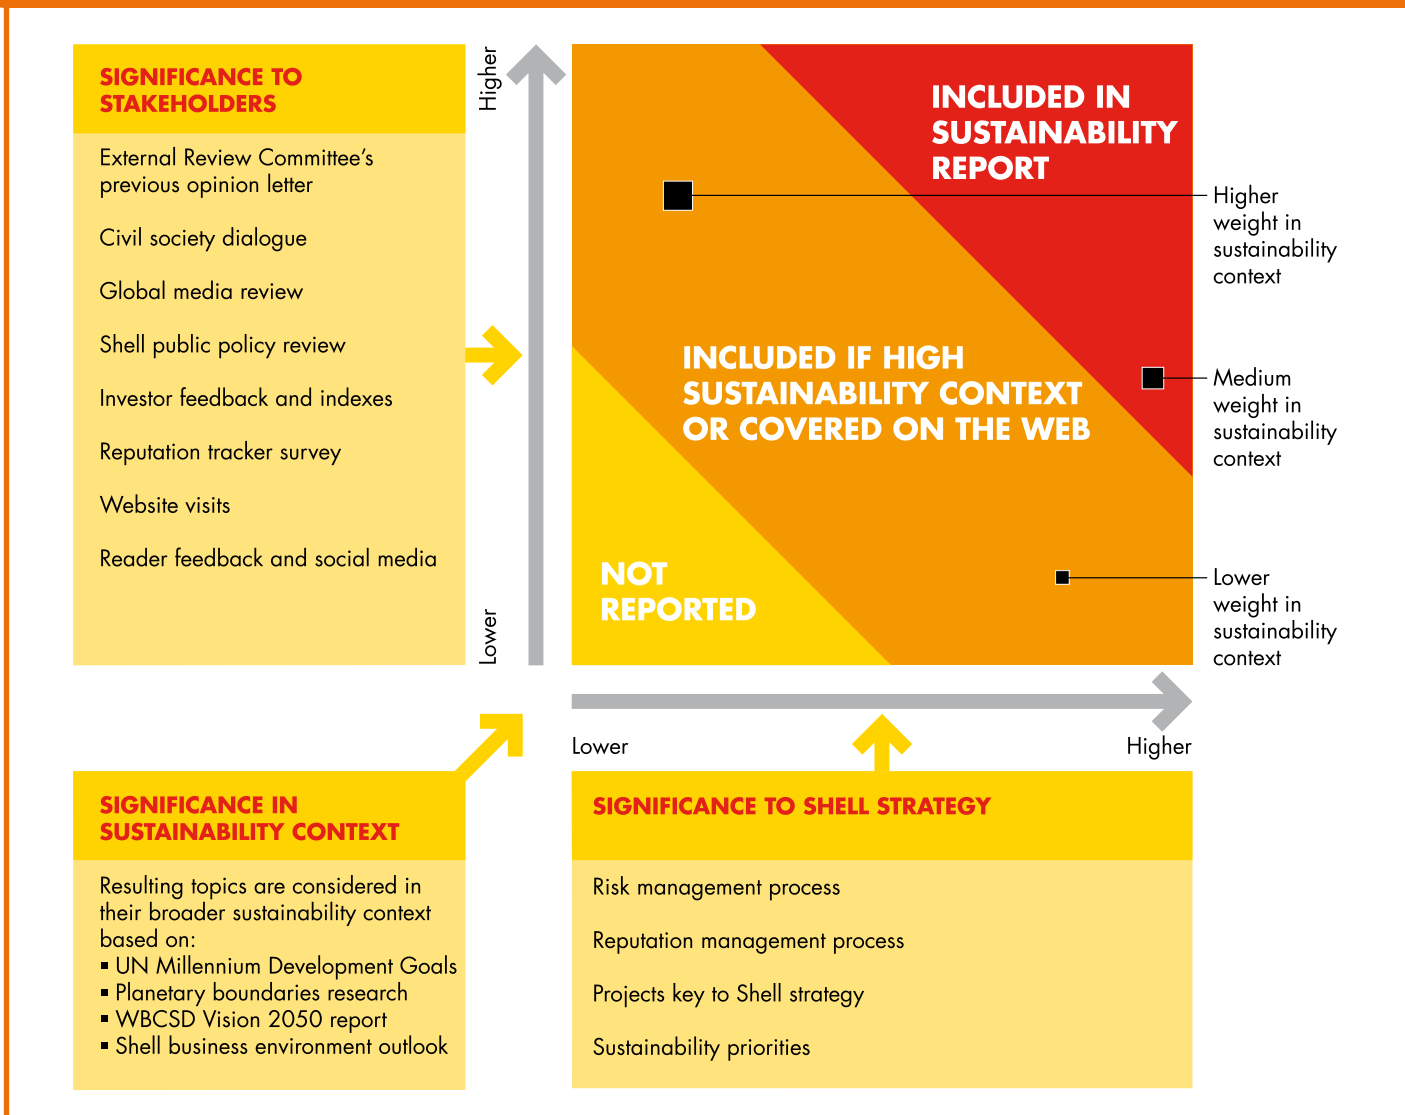 SIGNIFICANCE TO
STAKEHOLDERS
External Review Committee’s
previous opinion letter
Civil society dialogue
Global media review
Shell public policy review
Investor feedback and indexes
Reputation tracker survey
Website visits
Reader feedback and social media
Higher
Lower
INCLUDED IN
SUSTAINABILITY
REPORT
INCLUDED IF HIGH
SUSTAINABILITY CONTEXT
OR COVERED ON THE WEB
NOT
REPORTED
Higher
weight in
sustainability
context
Medium
weight in
sustainability
context
Lower
weight in
sustainability
context
Lower
Higher
SIGNIFICANCE IN
SUSTAINABILITY CONTEXT
Resulting topics are considered in
their broader sustainability context
based on:
▪ UN Millennium Development Goals
▪ Planetary boundaries research
▪ WBCSD Vision 2050 report
▪ Shell business environment outlook
SIGNIFICANCE TO SHELL STRATEGY
Risk management process
Reputation management process
Projects key to Shell strategy
Sustainability priorities